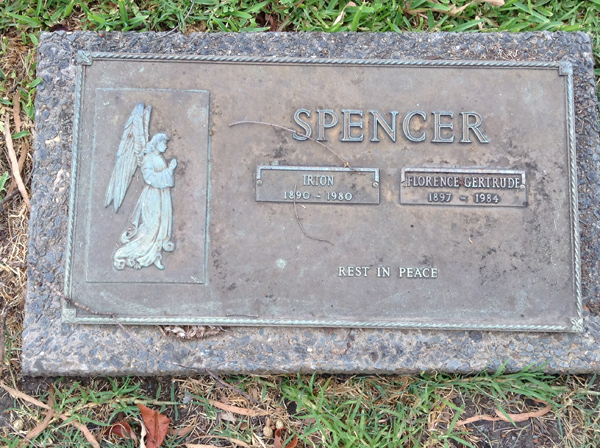 SPENCER
IRTON
1890 ~ 1980
FLORENCE GERTRUDE
1897 ~ 1984
REST IN PEACE